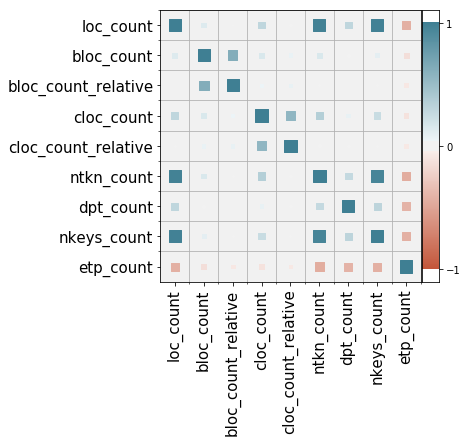 loc_count
bloc_count
bloc_count_relative
cloc_count
cloc_count_relative
ntkn_count
dpt_count
nkeys_count
etp_count
loc_count
bloc_count
bloc_count_relative
cloc_count
cloc_count_relative
ntkn_count
dpt_count
nkeys_count
etp_count
1
0
−1